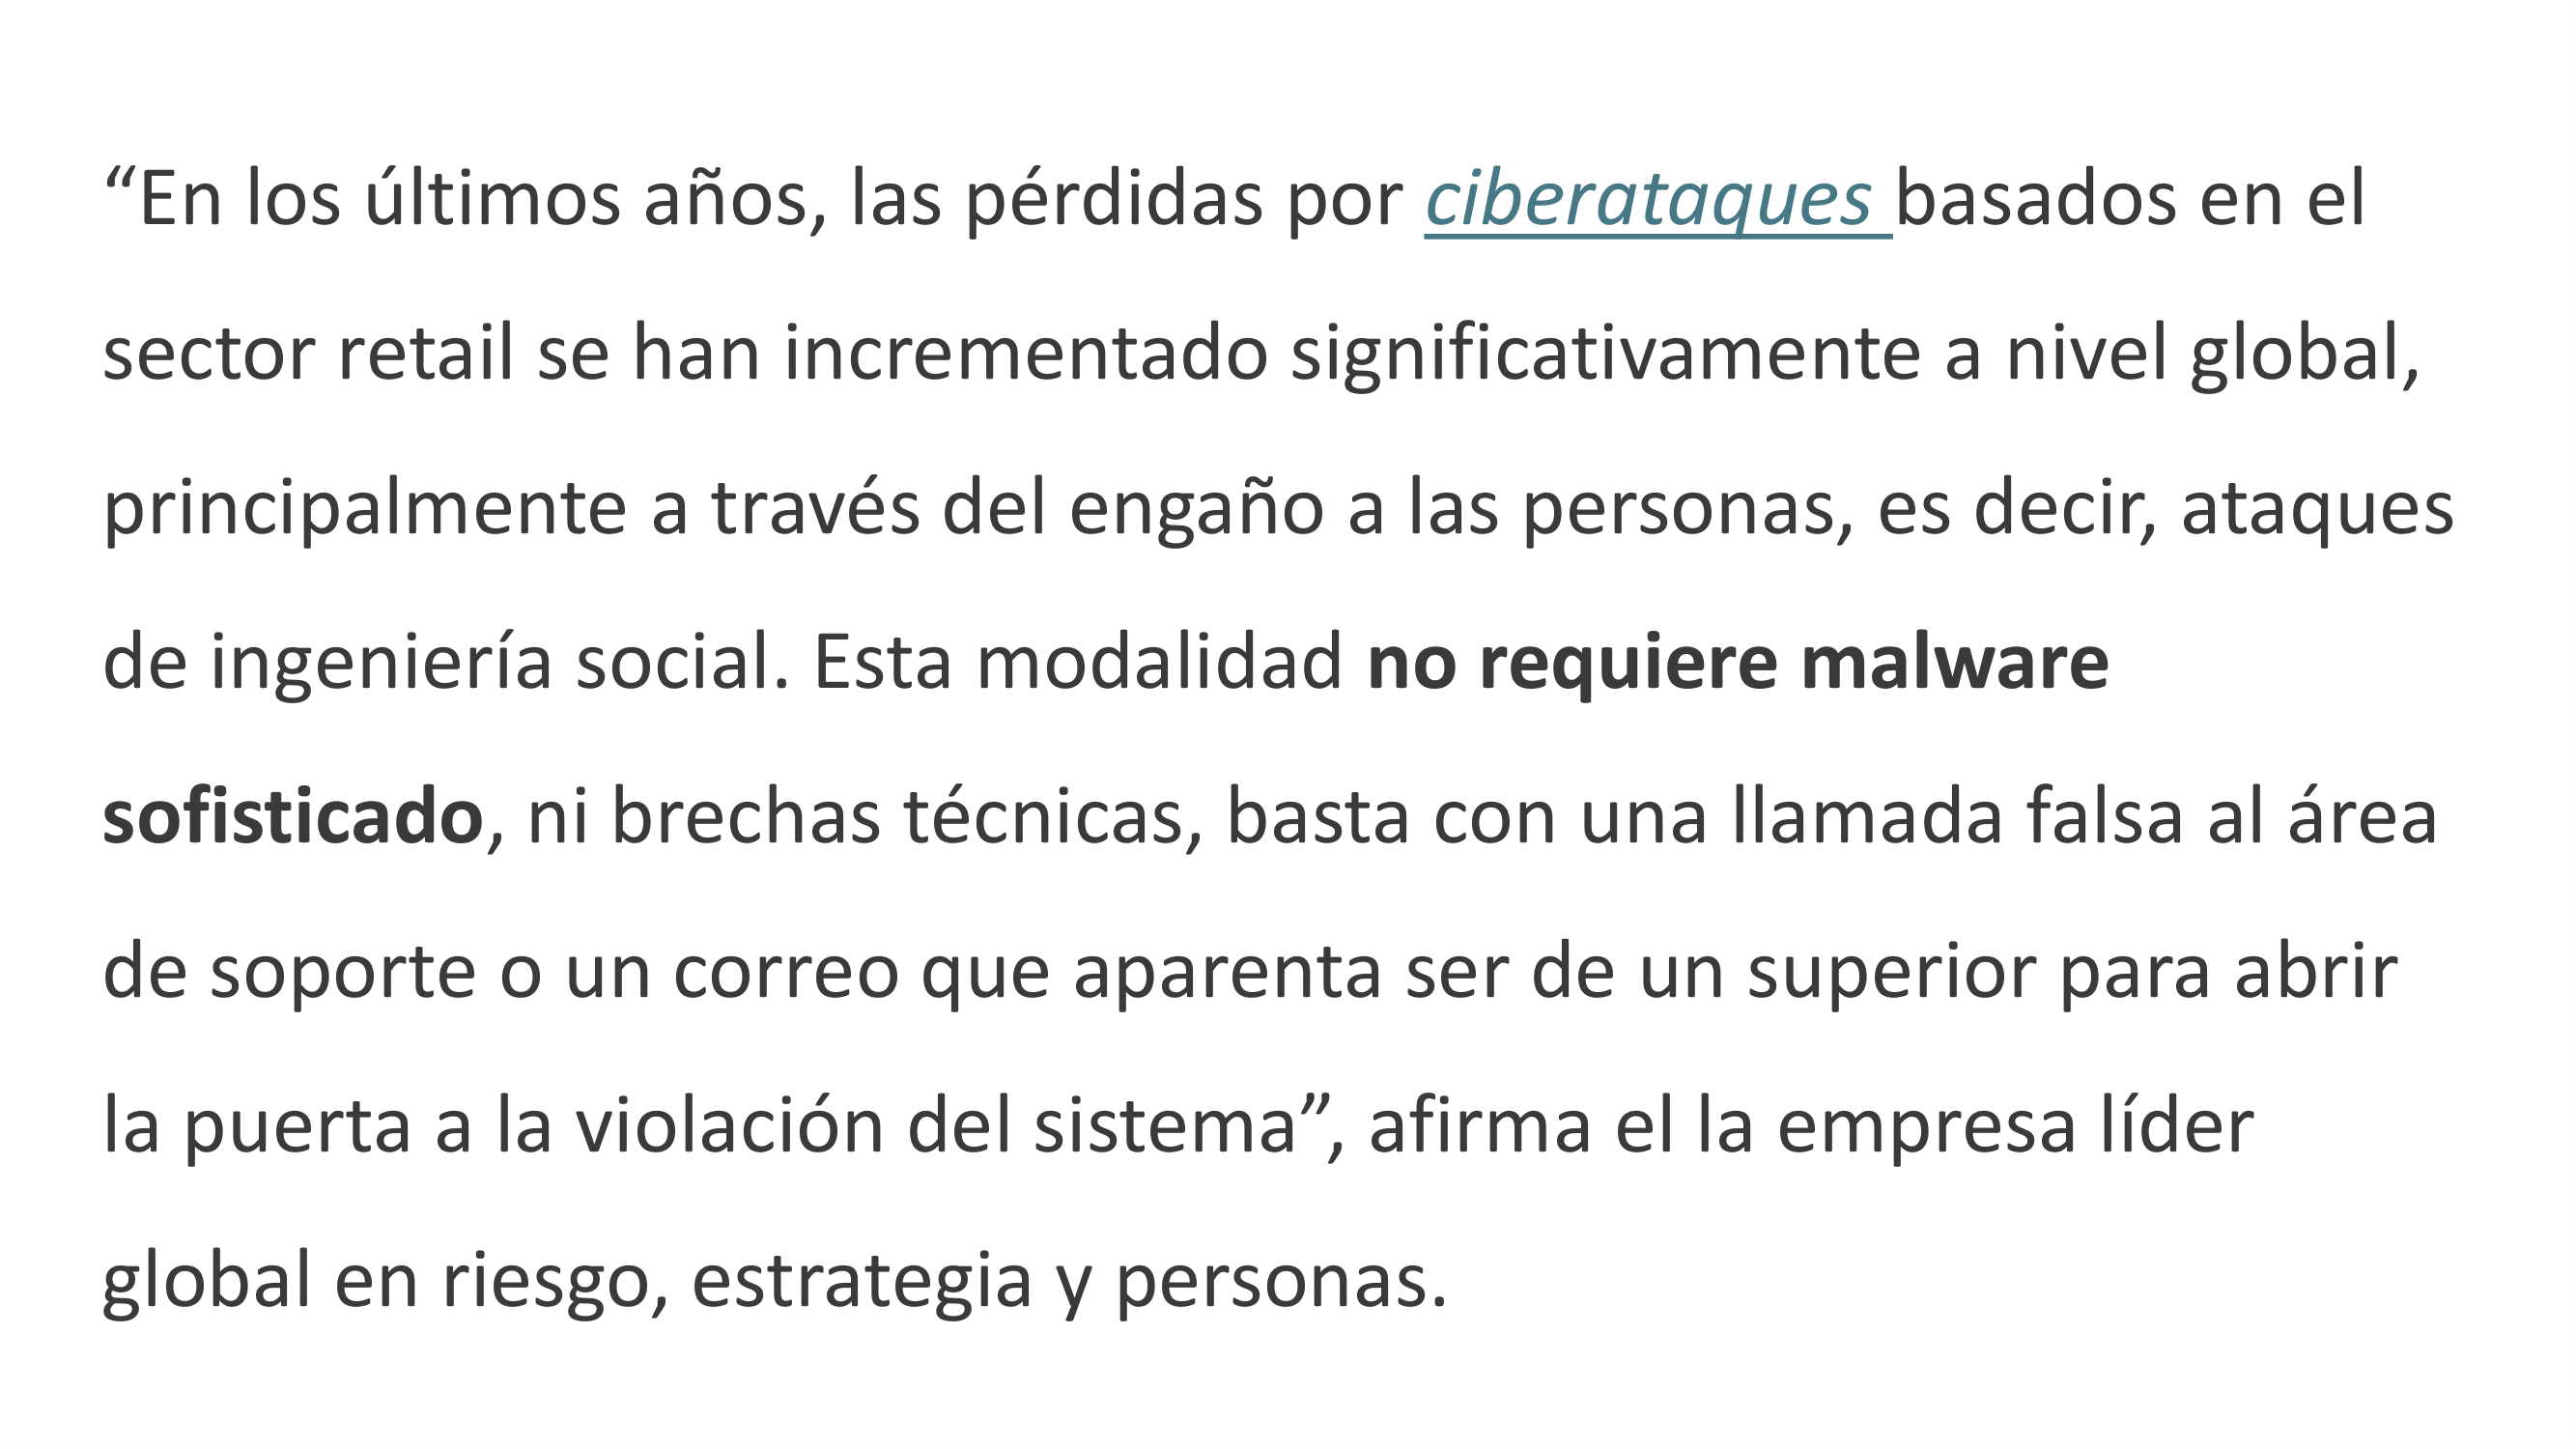 “En los últimos años, las pérdidas por ciberataques basados en el
sector retail se han incrementado significativamente a nivel global,
principalmente a través del engaño a las personas, es decir, ataques
de ingeniería social. Esta modalidad no requiere malware
sofisticado, ni brechas técnicas, basta con una llamada falsa al área
de soporte o un correo que aparenta ser de un superior para abrir
la puerta a la violación del sistema”, afirma el la empresa líder
global en riesgo, estrategia y personas.